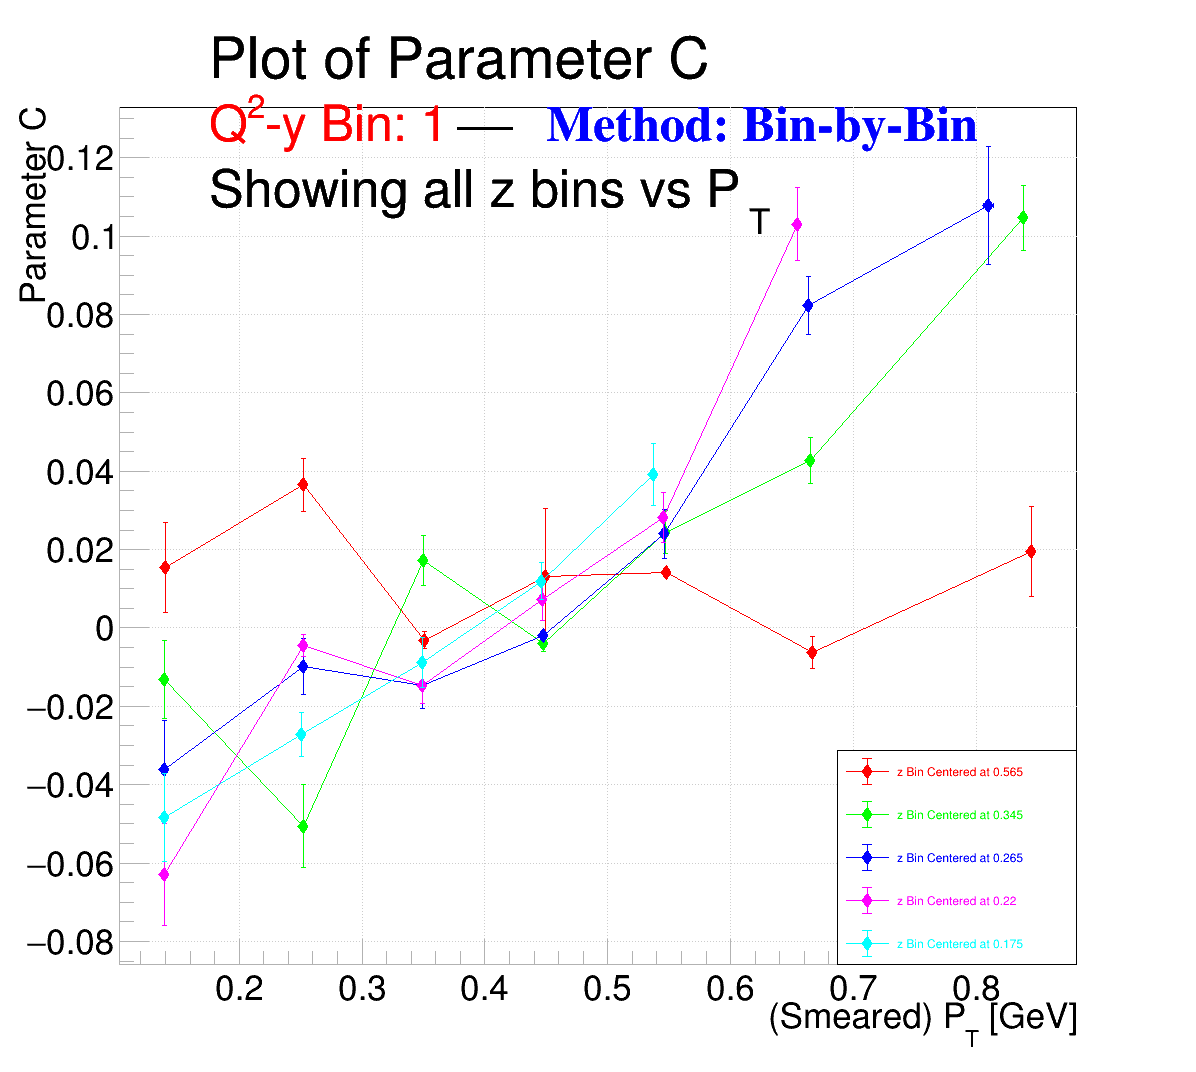 Plot of Parameter C
Q²-y Bin: 1 — Method: Bin-by-Bin
Showing all z bins vs P_T
Parameter C
0.12
0.1
0.08
0.06
0.04
0.02
0
−0.02
−0.04
−0.06
−0.08
z Bin Centered at 0.565
z Bin Centered at 0.345
z Bin Centered at 0.265
z Bin Centered at 0.22
z Bin Centered at 0.175
0.2 0.3 0.4 0.5 0.6 0.7 0.8
(Smeared) P_T [GeV]